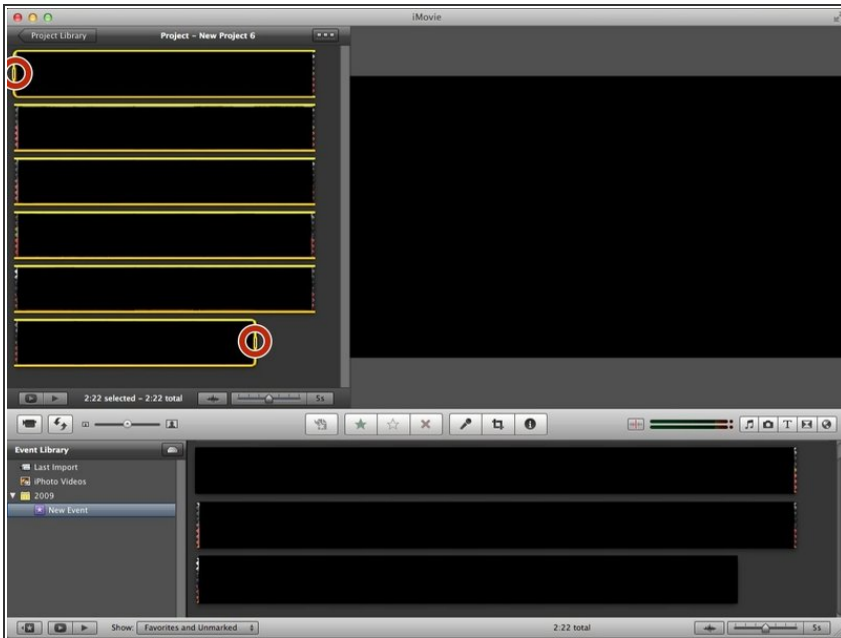 iMovie
Project Library
Project – New Project 6
2:22 selected – 2:22 total
5s
Event Library
Last Import
iPhoto Videos
2009
New Event
Show: Favorites and Unmarked
2:22 total
5s